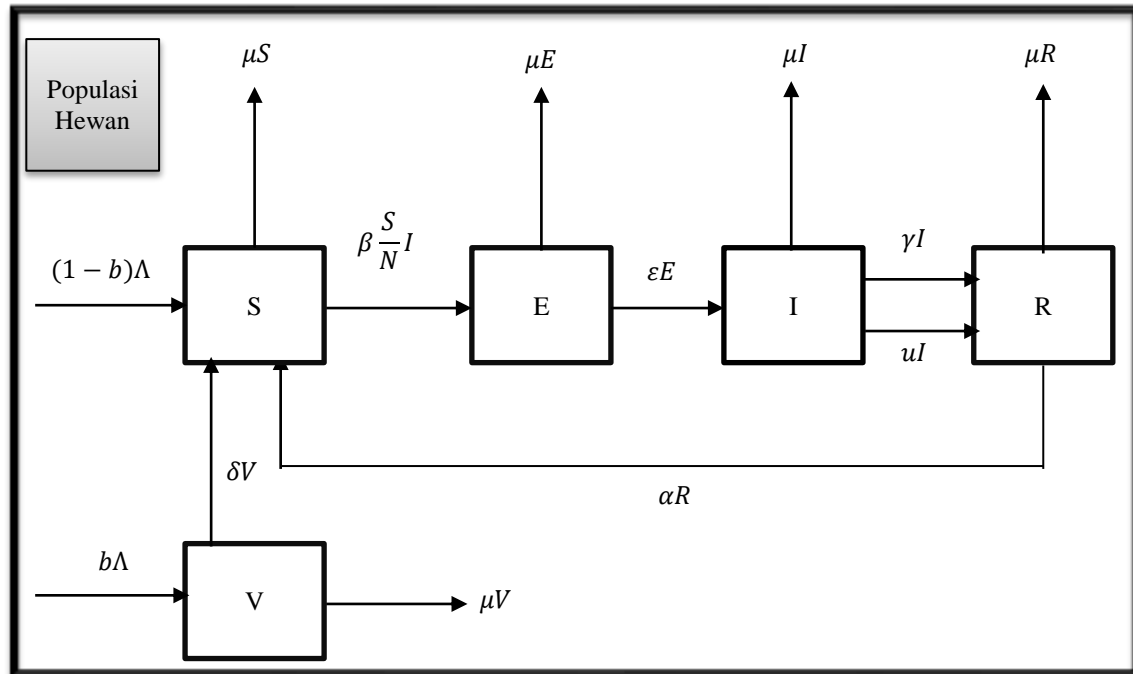 Populasi
Hewan
μS
μE
μI
μR
(1 − b)Λ
S
β S/N I
E
εE
I
γI
uI
R
δV
αR
bΛ
V
μV